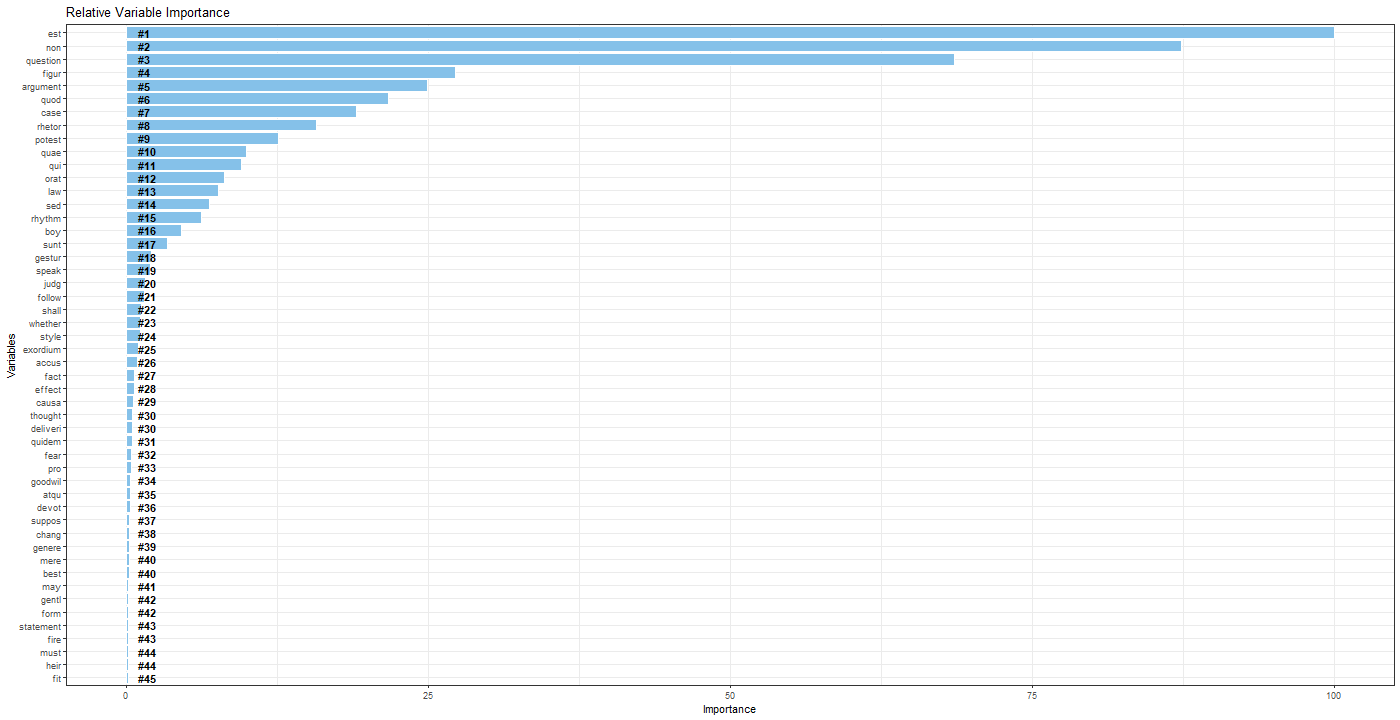 Relative Variable Importance
est #1
non #2
question #3
figur #4
argument #5
quod #6
case #7
rhetor #8
potest #9
quae #10
qui #11
orat #12
law #13
sed #14
rhythm #15
boy #16
sunt #17
gestur #18
speak #19
judg #20
follow #21
shall #22
whether #23
style #24
exordium #25
accus #26
fact #27
effect #28
causa #29
thought #30
deliveri #30
quidem #31
fear #32
pro #33
goodwil #34
atqu #35
devot #36
suppos #37
chang #38
genere #39
mere #40
best #40
may #41
gentl #42
form #42
statement #43
fire #43
must #44
heir #44
fit #45
Variables
0 25 50 75 100
Importance